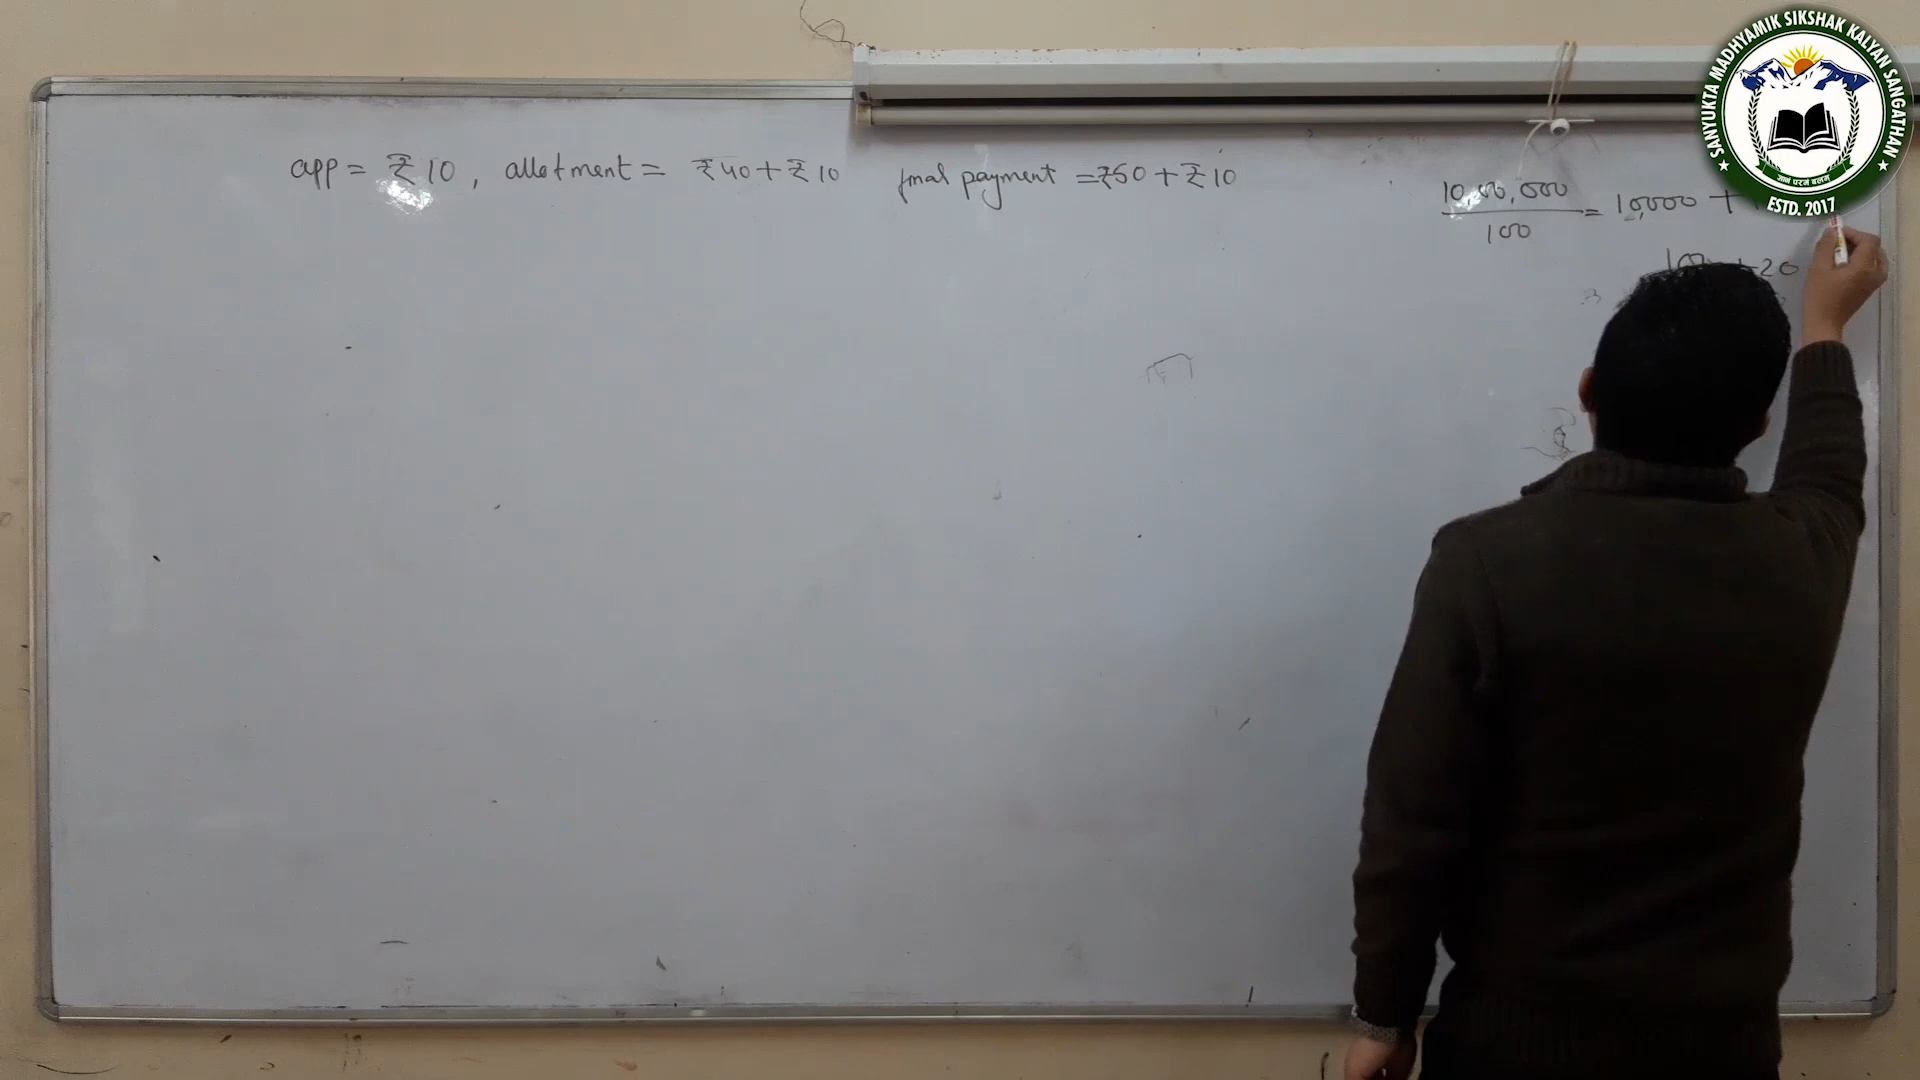 app = ₹ 10, allotment = ₹40 + ₹10 final payment = ₹50 + ₹10
10,00,000 / 100 = 10,000 +
100 + 20
SANYUKTA MADHYAMIK SIKSHAK KALYAN SANGATHAN
ESTD. 2017